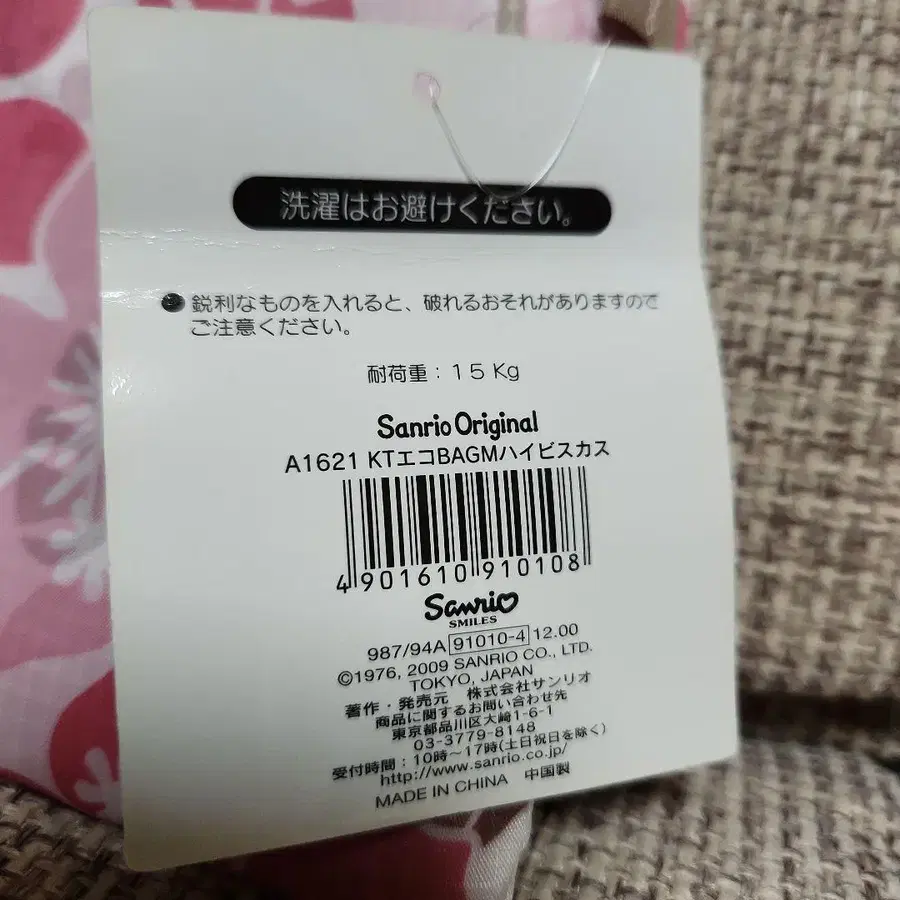 洗濯はお避けください。
● 鋭利なものを入れると、破れるおそれがありますので
ご注意ください。
耐荷重：15 Kg
Sanrio Original
A1621 KTエコBAGMハイビスカス
4 901610 910108
Sanrio
SMILES
987/94A 91010-4 12.00
©1976, 2009 SANRIO CO., LTD.
TOKYO, JAPAN
著作・発売元 株式会社サンリオ
商品に関するお問い合わせ先
東京都品川区大崎1-6-1
03-3779-8148
受付時間：10時〜17時(土日祝日を除く)
http://www.sanrio.co.jp/
MADE IN CHINA 中国製